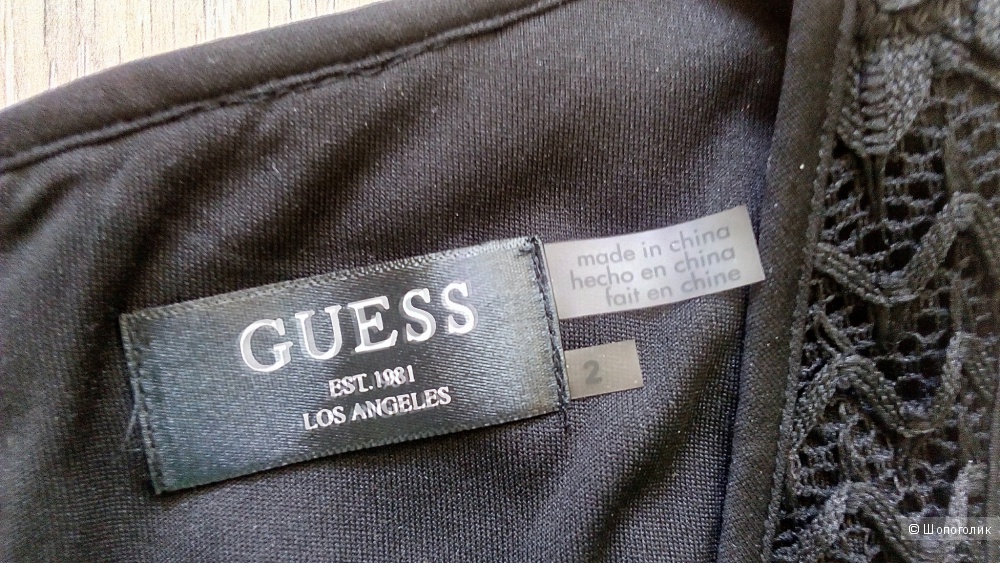 GUESS
EST.1981
LOS ANGELES
made in china
hecho en china
fait en chine
2
© Шопоголик